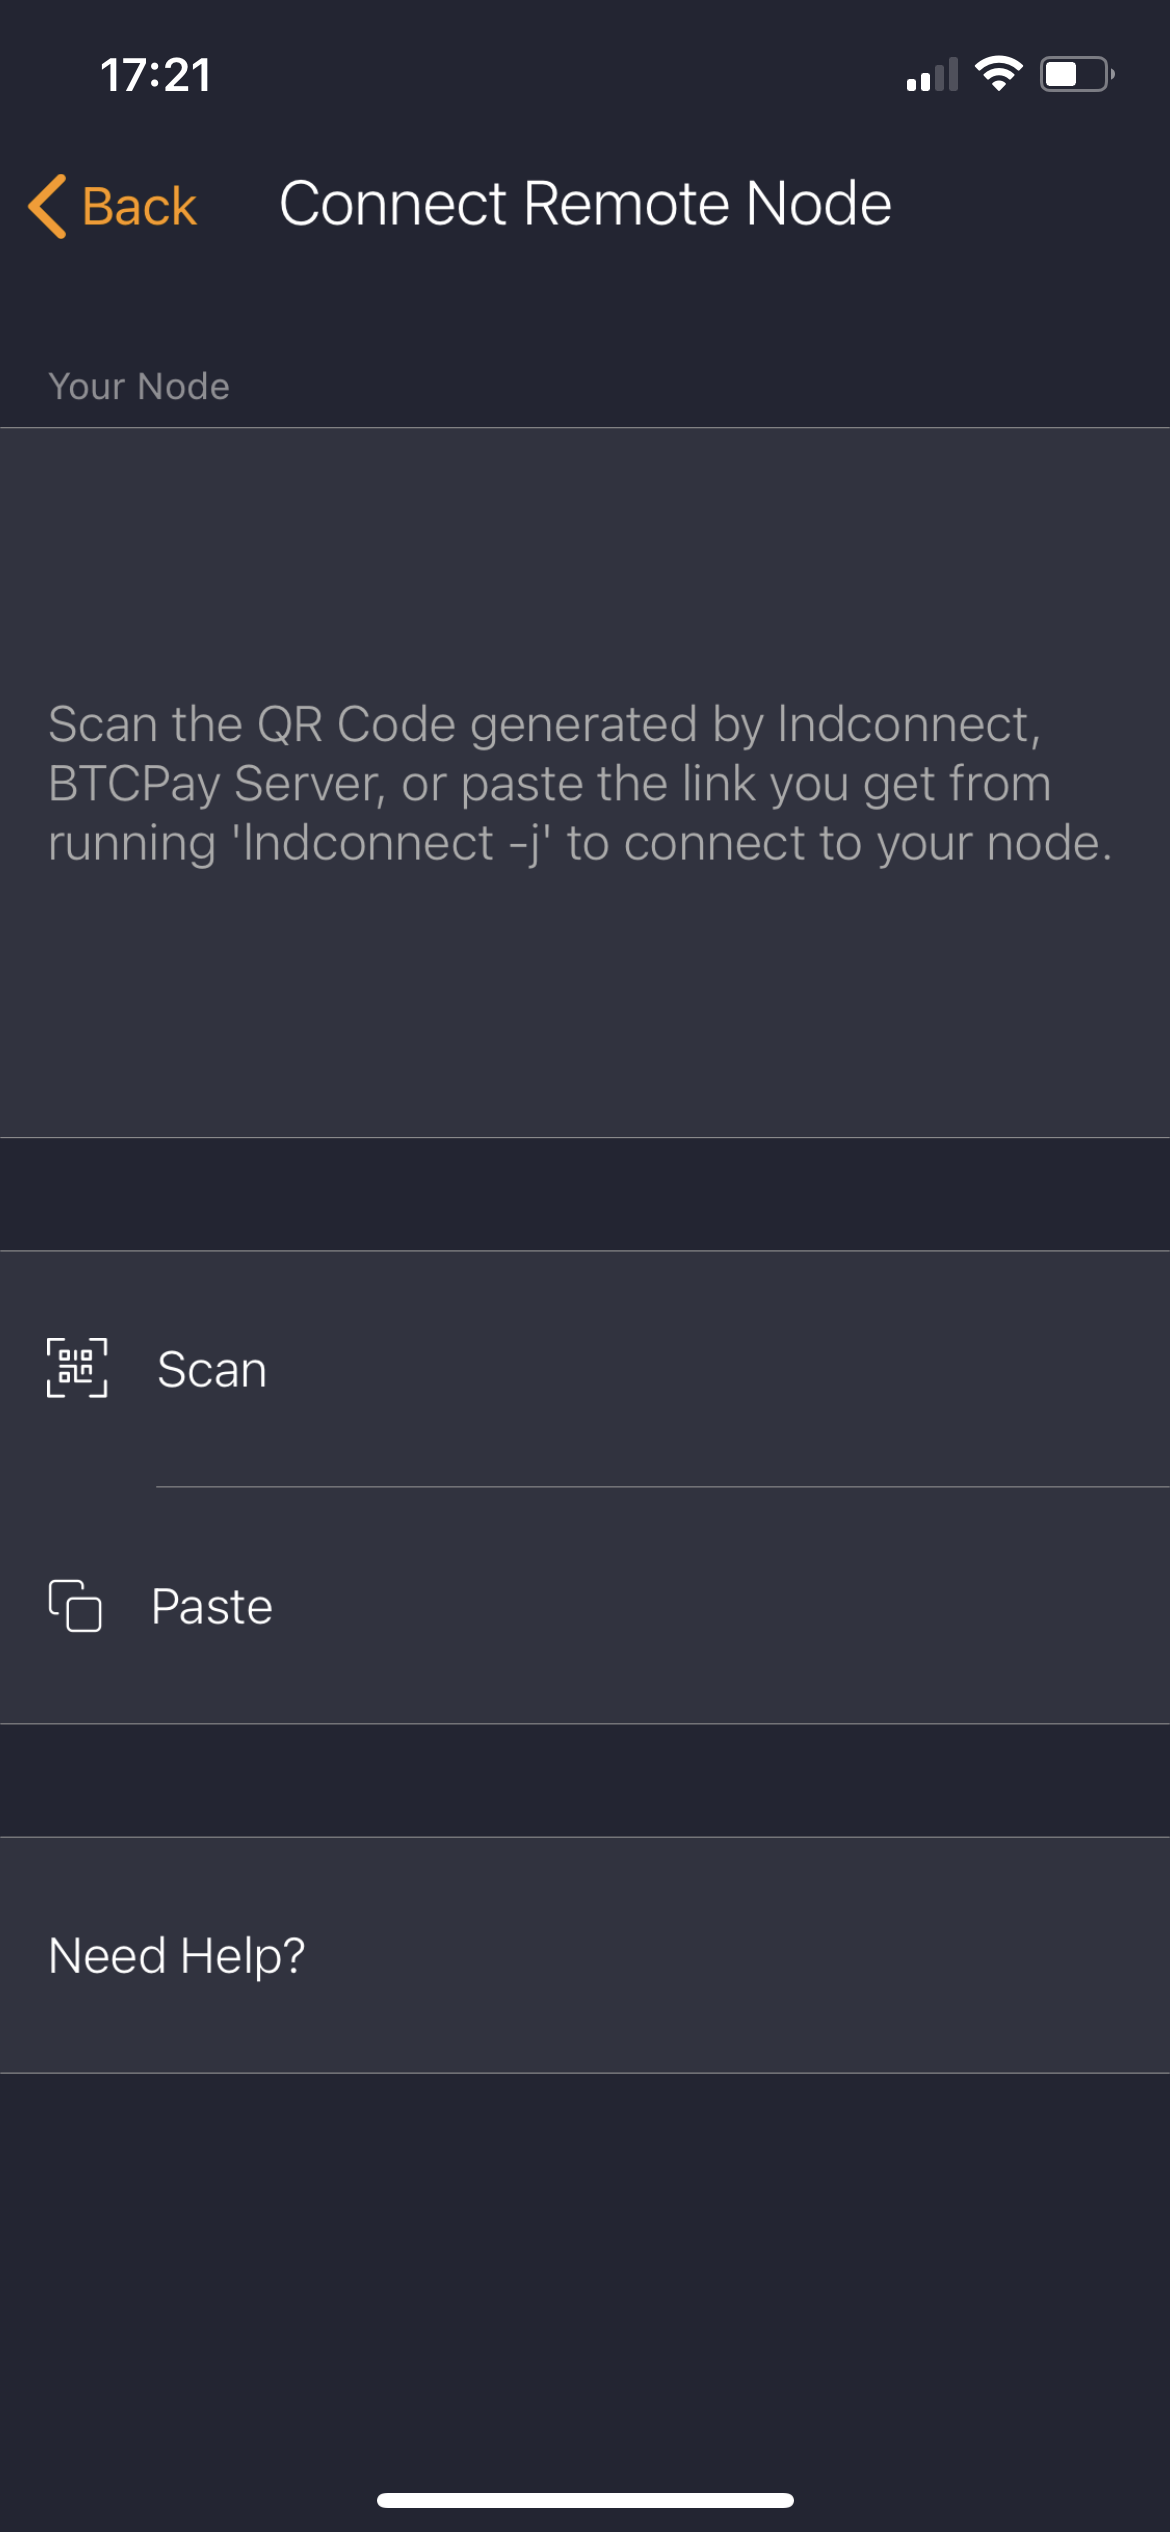 17:21
Back
Connect Remote Node
Your Node
Scan the QR Code generated by lndconnect,
BTCPay Server, or paste the link you get from
running 'lndconnect -j' to connect to your node.
Scan
Paste
Need Help?